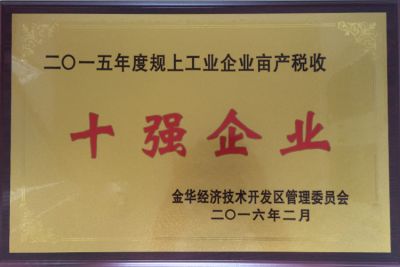 二〇一五年度规上工业企业亩产税收
十强企业
金华经济技术开发区管理委员会
二〇一六年二月